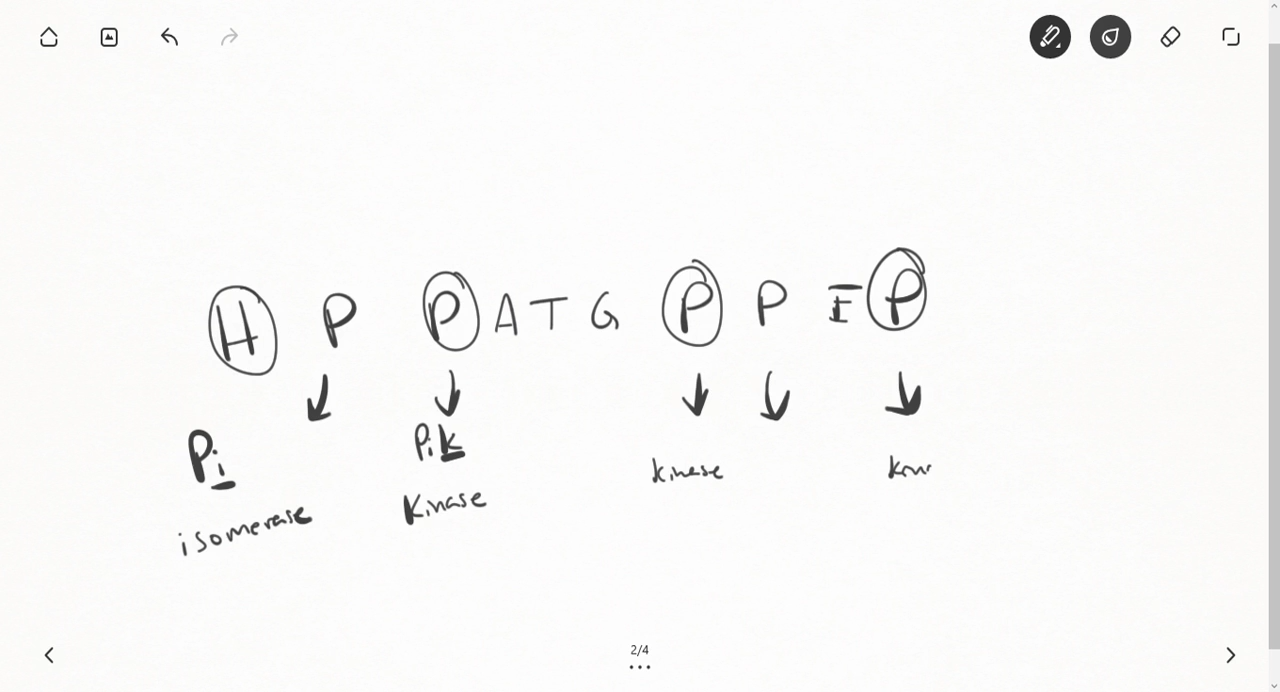 H P P A T G P P E P
Pi Pik
kinase
isomerase Kinase
2/4